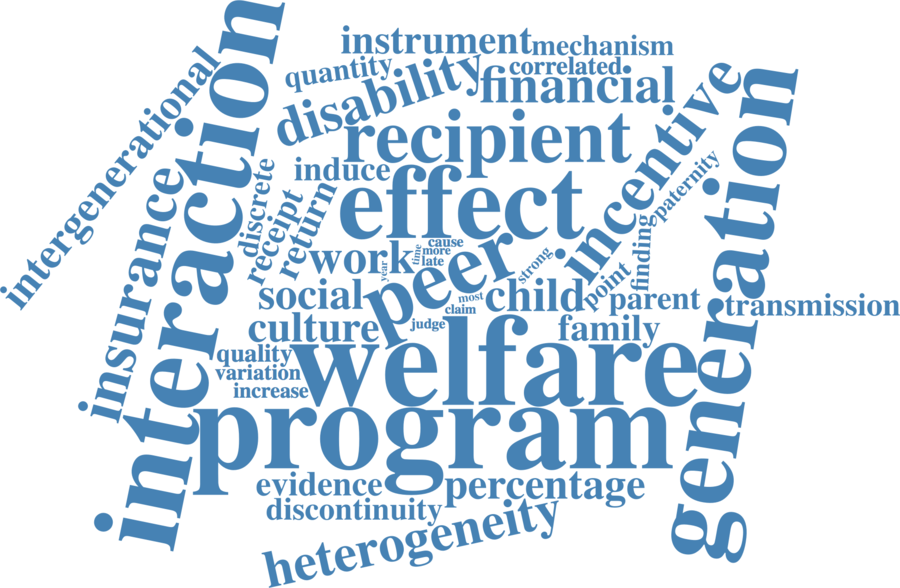 instrument
mechanism
quantity
correlated
disability
financial
intergenerational
interaction
recipient
incentive
generation
induce
effect
paternity
discrete
insurance
receipt
return
work
cause
more
time
late
year
peer
strong
finding
point
social
child
parent
transmission
most
claim
judge
culture
family
quality
variation
increase
welfare
program
evidence
percentage
discontinuity
heterogeneity